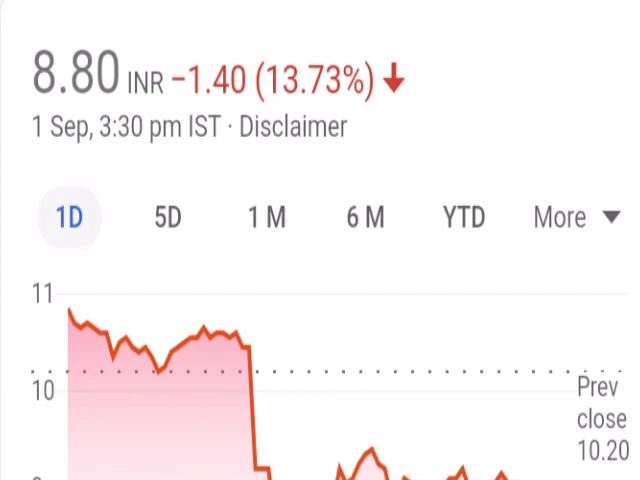 8.80 INR −1.40 (13.73%)
1 Sep, 3:30 pm IST · Disclaimer
1D 5D 1 M 6 M YTD More
11
10
Prev
close
10.20